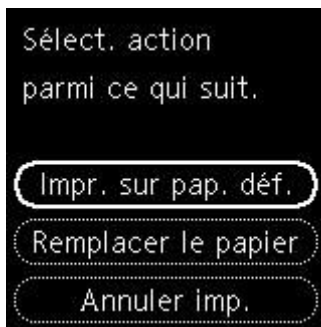 Sélect. action
parmi ce qui suit.
Impr. sur pap. déf.
Remplacer le papier
Annuler imp.